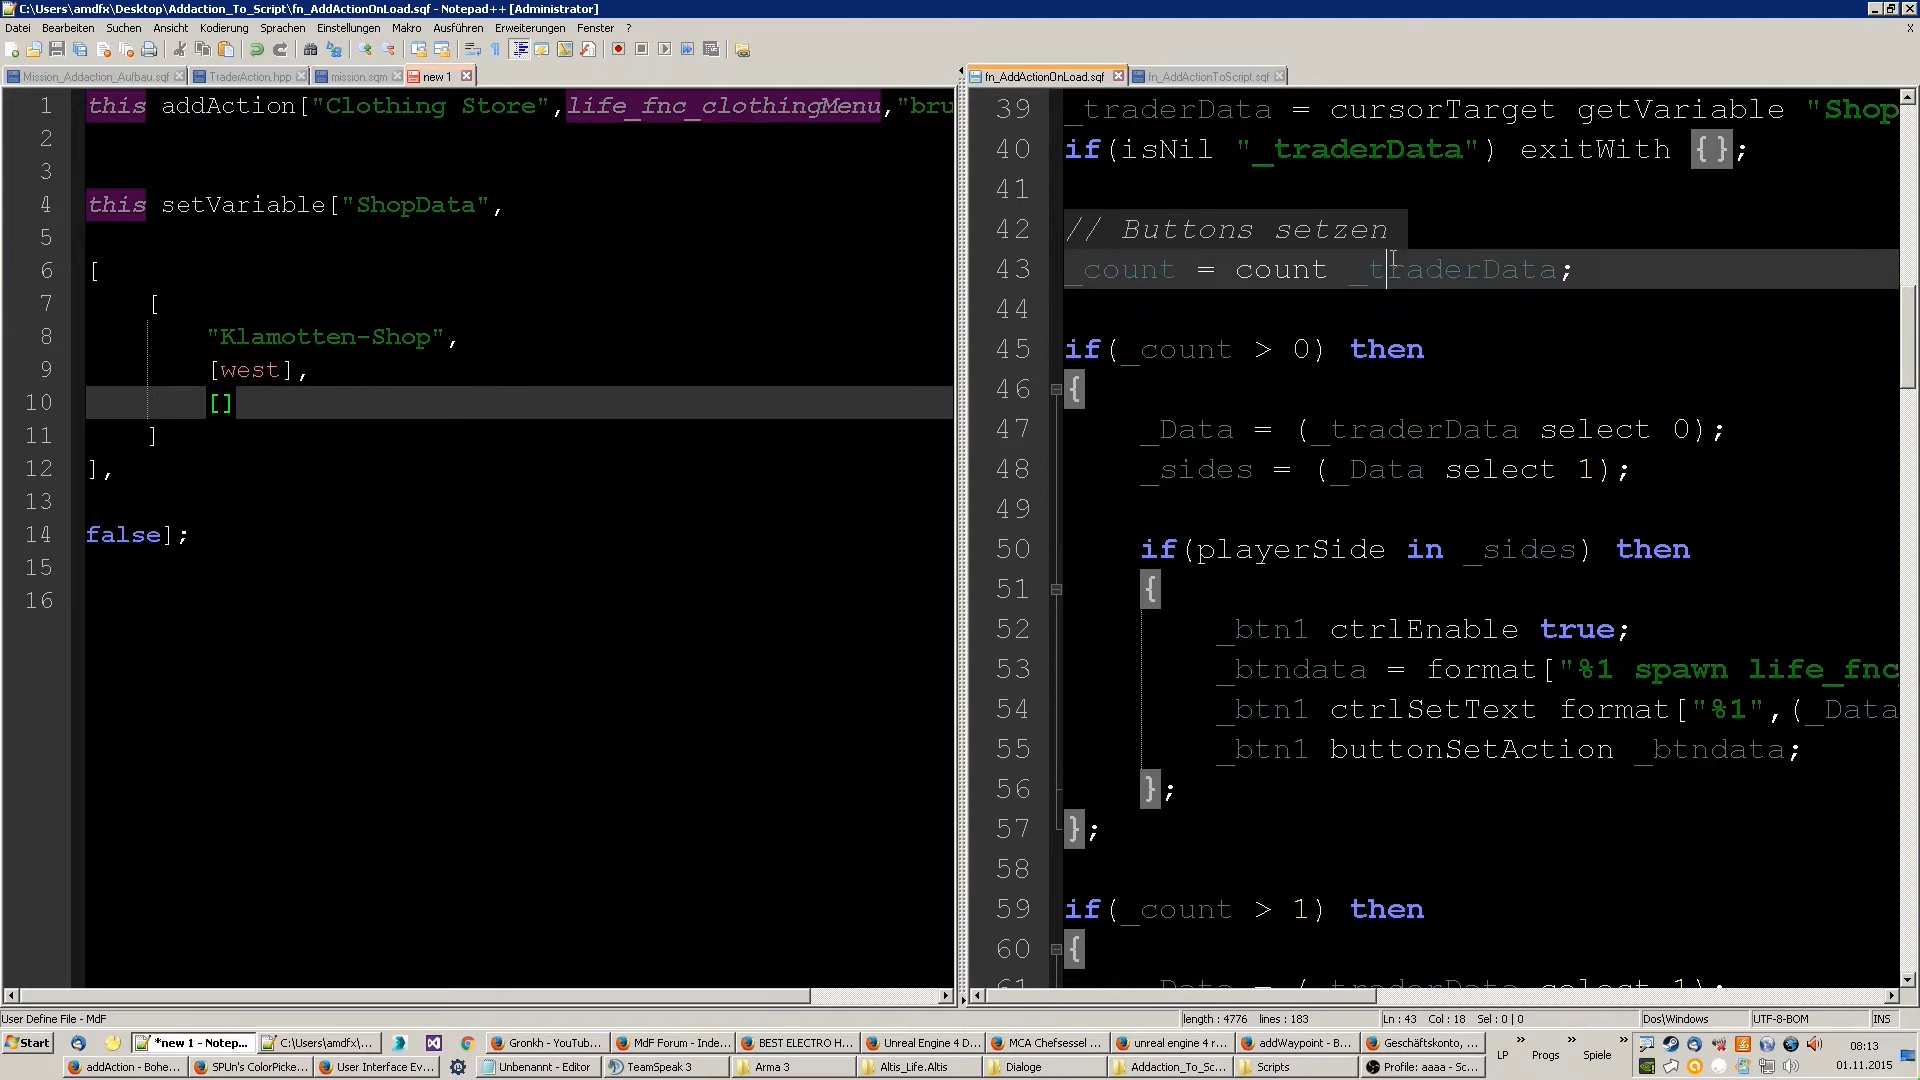 C:\Users\amdfx\Desktop\Addaction_To_Script\fn_AddActionOnLoad.sqf - Notepad++ [Administrator]
Datei Bearbeiten Suchen Ansicht Kodierung Sprachen Einstellungen Makro Ausführen Erweiterungen Fenster ?
Mission_Addaction_Aufbau.sqf TraderAction.hpp mission.sqm new 1
1 this addAction["Clothing Store",life_fnc_clothingMenu,"bru
2
3
4 this setVariable["ShopData",
5
6 [
7 [
8 "Klamotten-Shop",
9 [west],
10 []
11 ]
12 ],
13
14 false];
15
16
fn_AddActionOnLoad.sqf fn_AddActionToScript.sqf
39 _traderData = cursorTarget getVariable "Shop
40 if(isNil "_traderData") exitWith {};
41
42 // Buttons setzen
43 _count = count _traderData;
44
45 if(_count > 0) then
46 {
47 _Data = (_traderData select 0);
48 _sides = (_Data select 1);
49
50 if(playerSide in _sides) then
51 {
52 _btn1 ctrlEnable true;
53 _btndata = format["%1 spawn life_fnc
54 _btn1 ctrlSetText format["%1",(_Data
55 _btn1 buttonSetAction _btndata;
56 };
57 };
58
59 if(_count > 1) then
60 {
61 _Data = (_traderData select 1);
User Define File - MdF length : 4776 lines : 183 Ln : 43 Col : 18 Sel : 0 | 0 Dos\Windows UTF-8-BOM INS
Start *new 1 - Notep... C:\Users\amdfx\... Gronkh - YouTub... MdF Forum - Inde... BEST ELECTRO H... Unreal Engine 4 D... MCA Chefsessel ... unreal engine 4 r... addWaypoint - B... Geschäftskonto, ... LP Progs Spiele 08:13
addAction - Bohe... SPUn's ColorPicke... User Interface Ev... Unbenannt - Editor TeamSpeak 3 Arma 3 Altis_Life.Altis Dialoge Addaction_To_Sc... Scripts Profile: aaaa - Sc... 01.11.2015